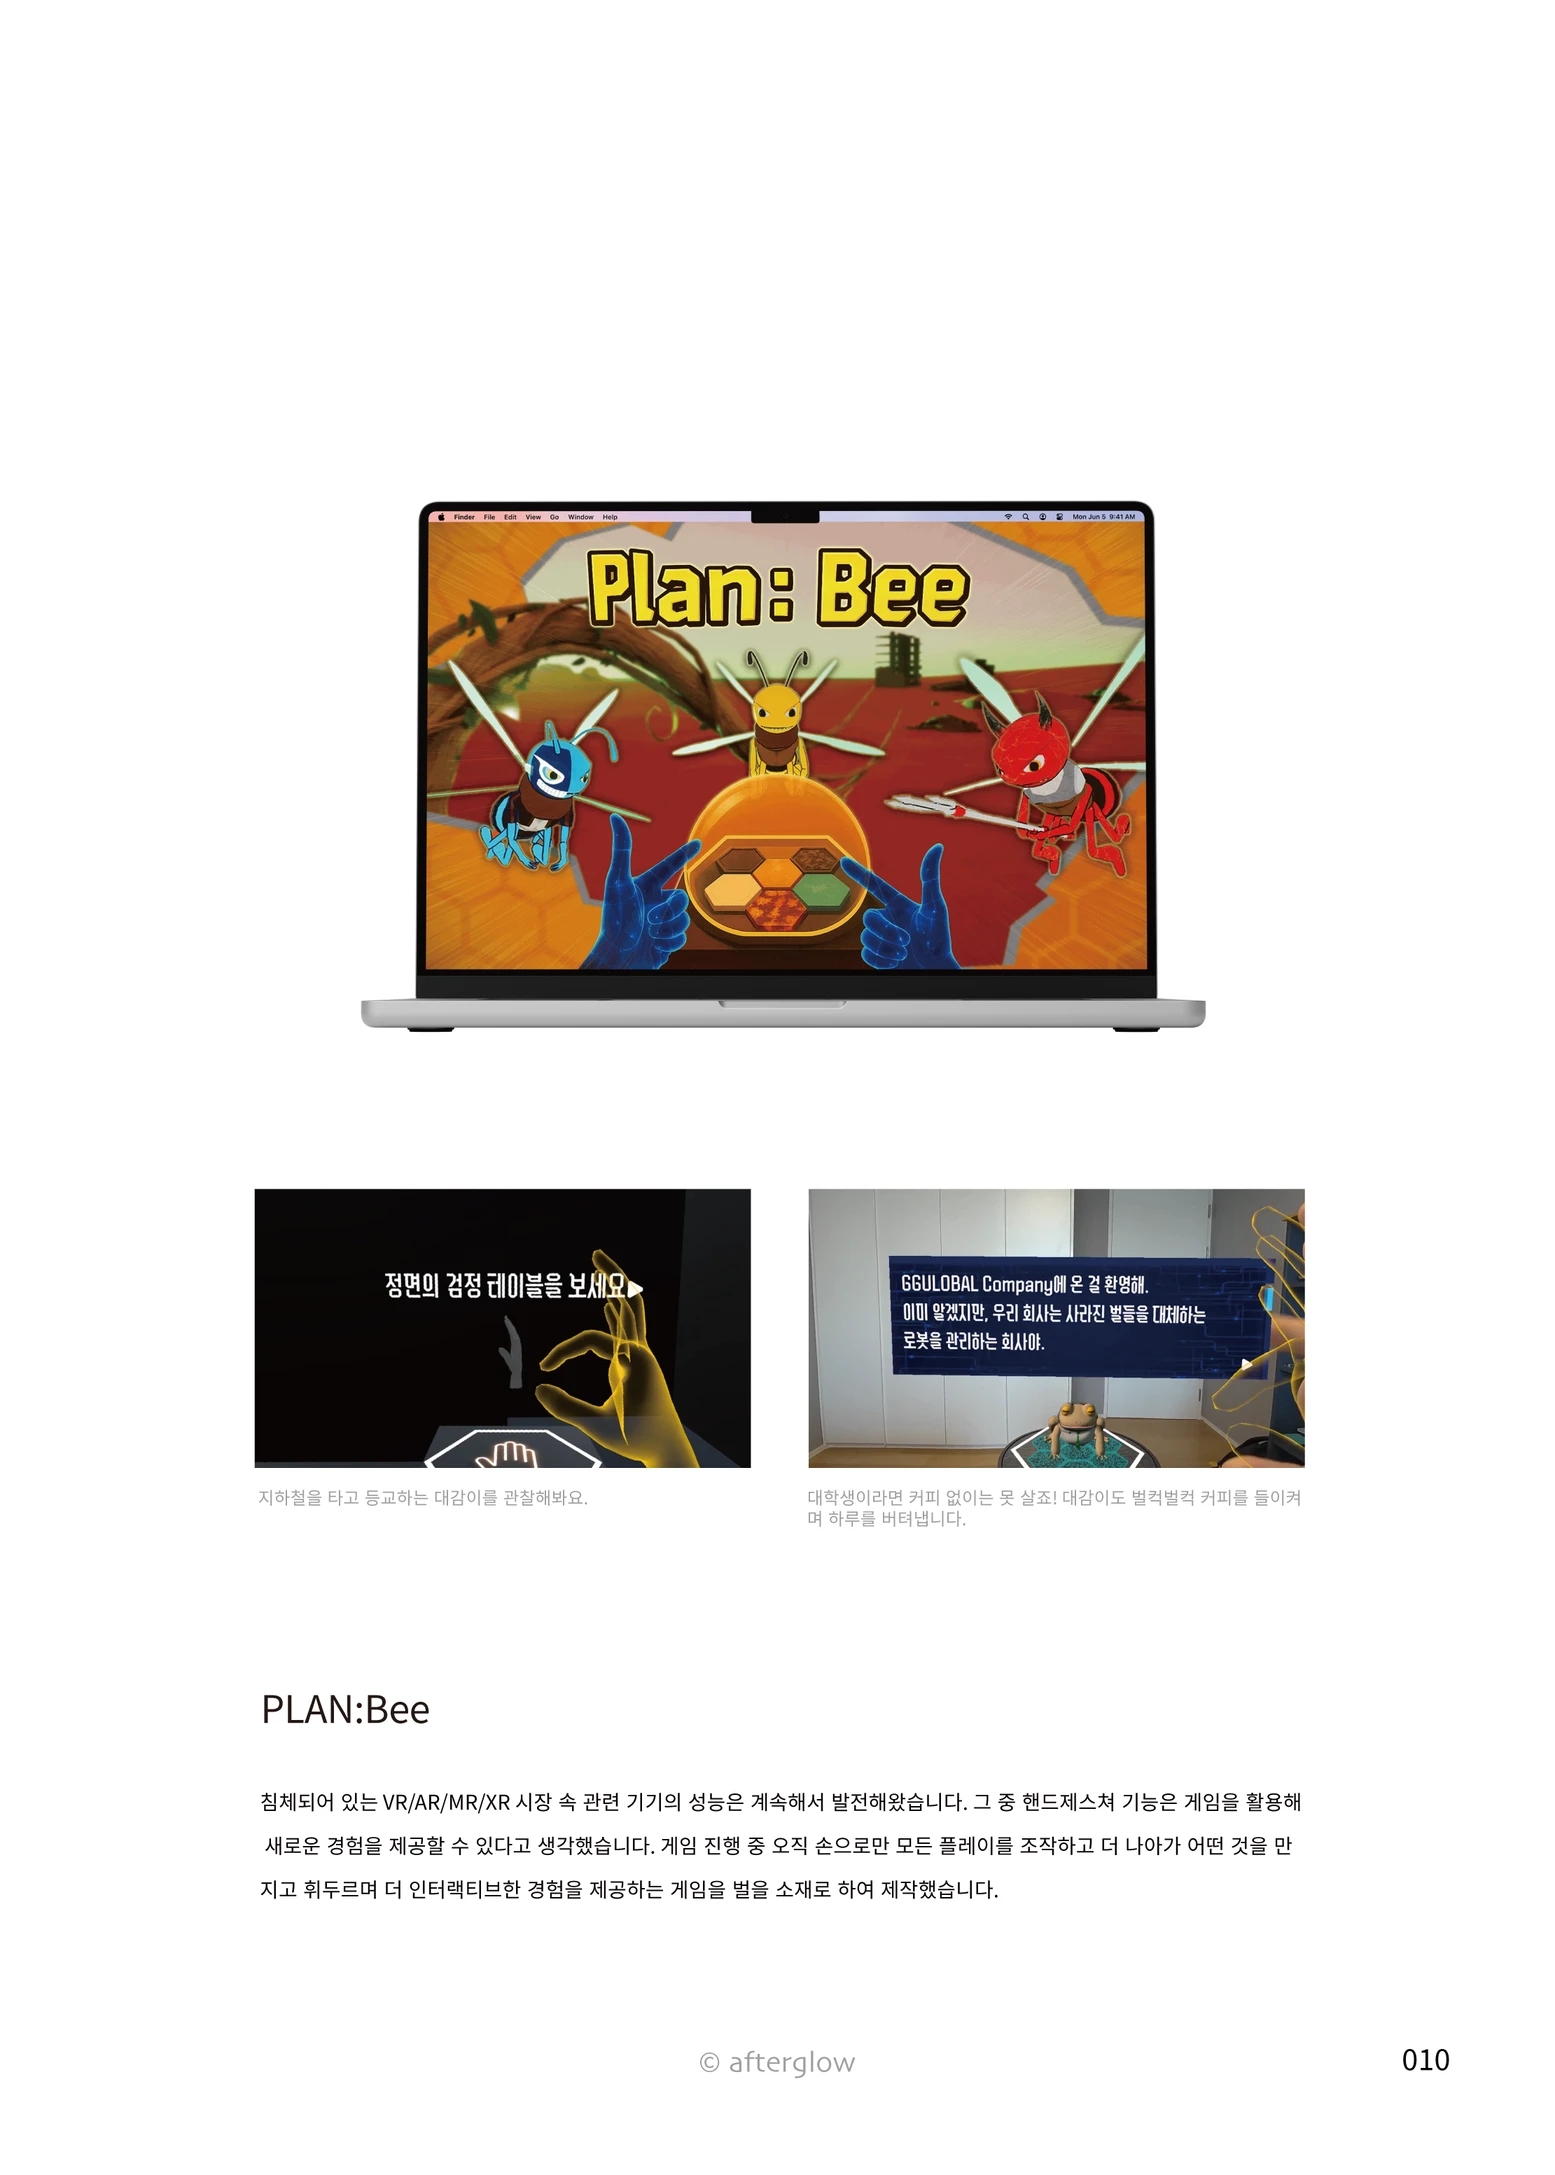 Finder File Edit View Go Window Help Mon Jun 5 9:41 AM
Plan: Bee
정면의 검정 테이블을 보세요
GGULOBAL Company에 온 걸 환영해.
이미 알겠지만, 우리 회사는 사라진 벌들을 대체하는
로봇을 관리하는 회사야.
지하철을 타고 등교하는 대감이를 관찰해봐요.
대학생이라면 커피 없이는 못 살죠! 대감이도 벌컥벌컥 커피를 들이켜
며 하루를 버텨냅니다.
PLAN:Bee
침체되어 있는 VR/AR/MR/XR 시장 속 관련 기기의 성능은 계속해서 발전해왔습니다. 그 중 핸드제스쳐 기능은 게임을 활용해
새로운 경험을 제공할 수 있다고 생각했습니다. 게임 진행 중 오직 손으로만 모든 플레이를 조작하고 더 나아가 어떤 것을 만
지고 휘두르며 더 인터랙티브한 경험을 제공하는 게임을 벌을 소재로 하여 제작했습니다.
© afterglow
010